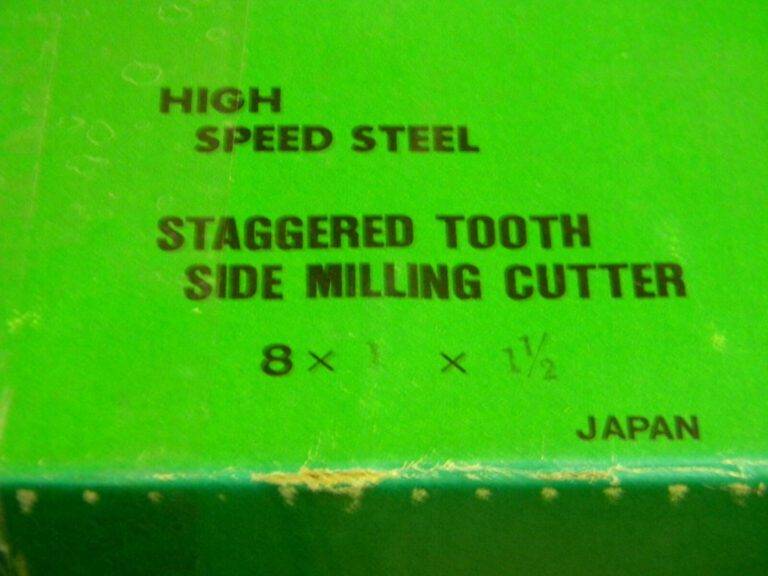 HIGH
SPEED STEEL
STAGGERED TOOTH
SIDE MILLING CUTTER
8 × 1 × 1½
JAPAN